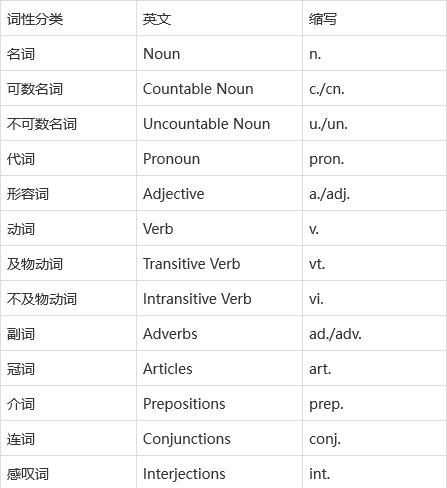 词性分类 英文 缩写
名词 Noun n.
可数名词 Countable Noun c./cn.
不可数名词 Uncountable Noun u./un.
代词 Pronoun pron.
形容词 Adjective a./adj.
动词 Verb v.
及物动词 Transitive Verb vt.
不及物动词 Intransitive Verb vi.
副词 Adverbs ad./adv.
冠词 Articles art.
介词 Prepositions prep.
连词 Conjunctions conj.
感叹词 Interjections int.